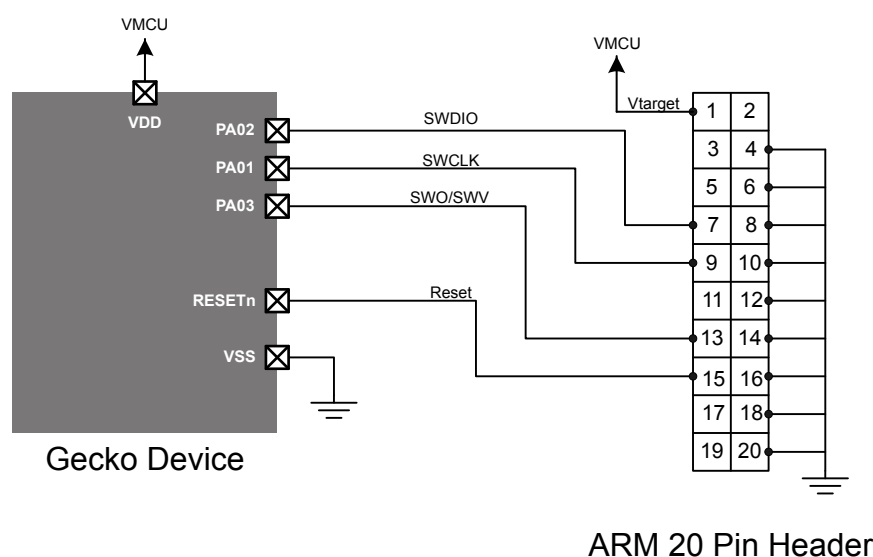 VMCU
VDD
PA02
PA01
PA03
RESETn
VSS
Gecko Device
SWDIO
SWCLK
SWO/SWV
Reset
VMCU
Vtarget
1 2
3 4
5 6
7 8
9 10
11 12
13 14
15 16
17 18
19 20
ARM 20 Pin Header